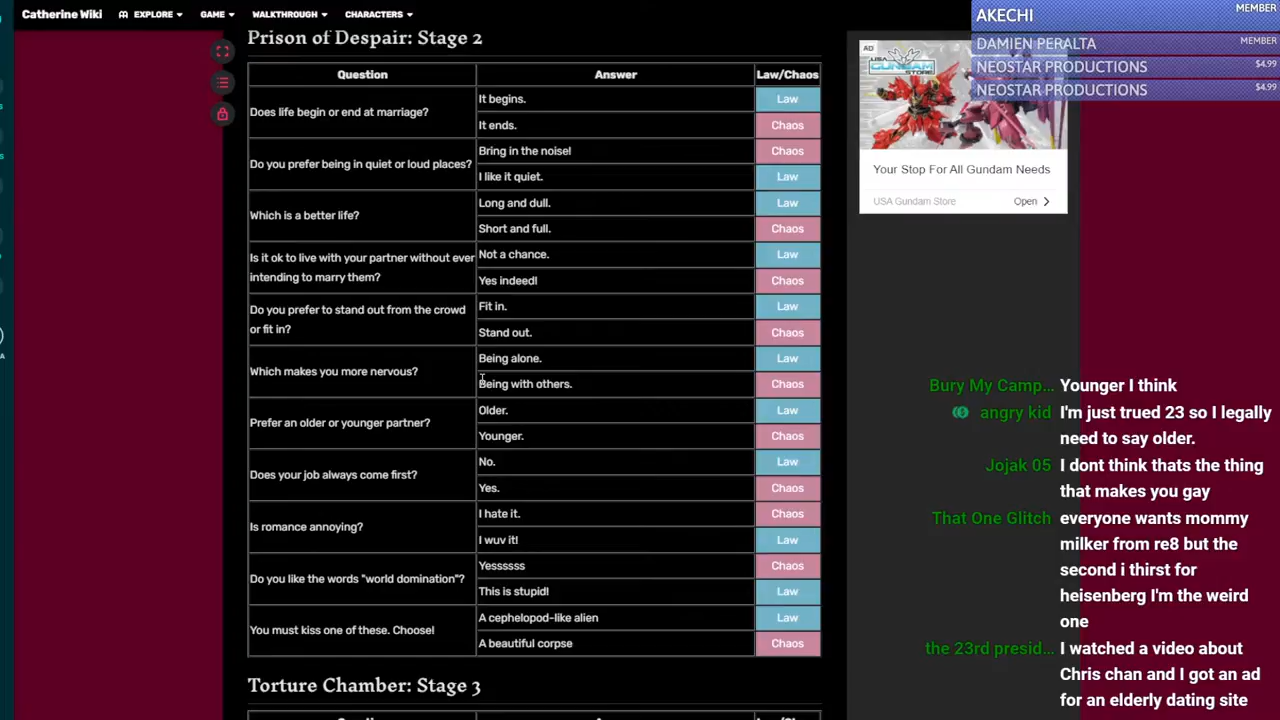 Catherine Wiki
EXPLORE
GAME
WALKTHROUGH
CHARACTERS
AKECHI
MEMBER
DAMIEN PERALTA
MEMBER
NEOSTAR PRODUCTIONS
$4.99
NEOSTAR PRODUCTIONS
$4.99
Prison of Despair: Stage 2
Question
Answer
Law/Chaos
Does life begin or end at marriage?
It begins.
Law
It ends.
Chaos
Do you prefer being in quiet or loud places?
Bring in the noise!
Chaos
I like it quiet.
Law
Which is a better life?
Long and dull.
Law
Short and full.
Chaos
Is it ok to live with your partner without ever
intending to marry them?
Not a chance.
Law
Yes indeed!
Chaos
Do you prefer to stand out from the crowd
or fit in?
Fit in.
Law
Stand out.
Chaos
Which makes you more nervous?
Being alone.
Law
Being with others.
Chaos
Prefer an older or younger partner?
Older.
Law
Younger.
Chaos
Does your job always come first?
No.
Law
Yes.
Chaos
Is romance annoying?
I hate it.
Chaos
I wuv it!
Law
Do you like the words "world domination"?
Yessssss
Chaos
This is stupid!
Law
You must kiss one of these. Choose!
A cephelopod-like alien
Law
A beautiful corpse
Chaos
Torture Chamber: Stage 3
AD
USA
GUNDAM
STORE
Your Stop For All Gundam Needs
USA Gundam Store
Open
Bury My Camp... Younger I think
angry kid I'm just trued 23 so I legally
need to say older.
Jojak 05 I dont think thats the thing
that makes you gay
That One Glitch everyone wants mommy
milker from re8 but the
second i thirst for
heisenberg I'm the weird
one
the 23rd presid... I watched a video about
Chris chan and I got an ad
for an elderly dating site